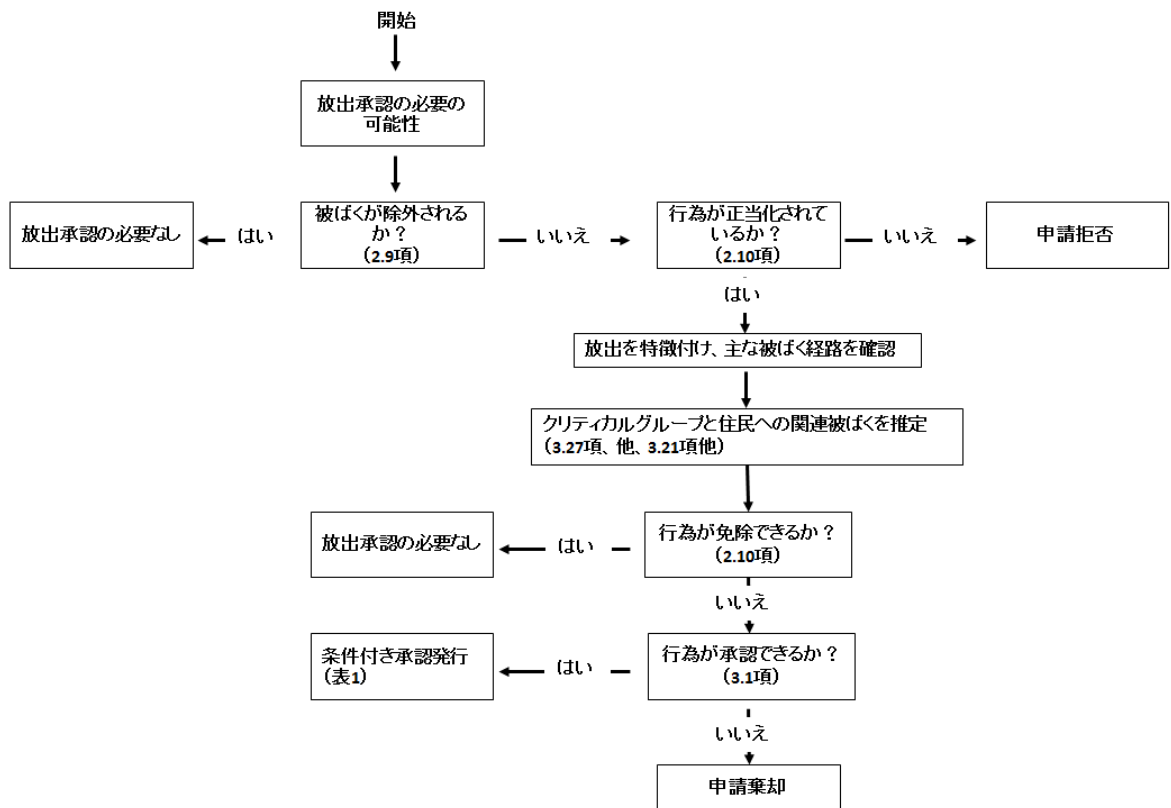 開始
放出承認の必要の
可能性
放出承認の必要なし
はい
被ばくが除外される
か?
(2.9項)
いいえ
行為が正当化されて
いるか?
(2.10項)
いいえ
申請拒否
はい
放出を特徴付け、主な被ばく経路を確認
クリティカルグループと住民への関連被ばくを推定
(3.27項、他、3.21項他)
放出承認の必要なし
はい
行為が免除できるか?
(2.10項)
いいえ
条件付き承認発行
(表1)
はい
行為が承認できるか?
(3.1項)
いいえ
申請棄却